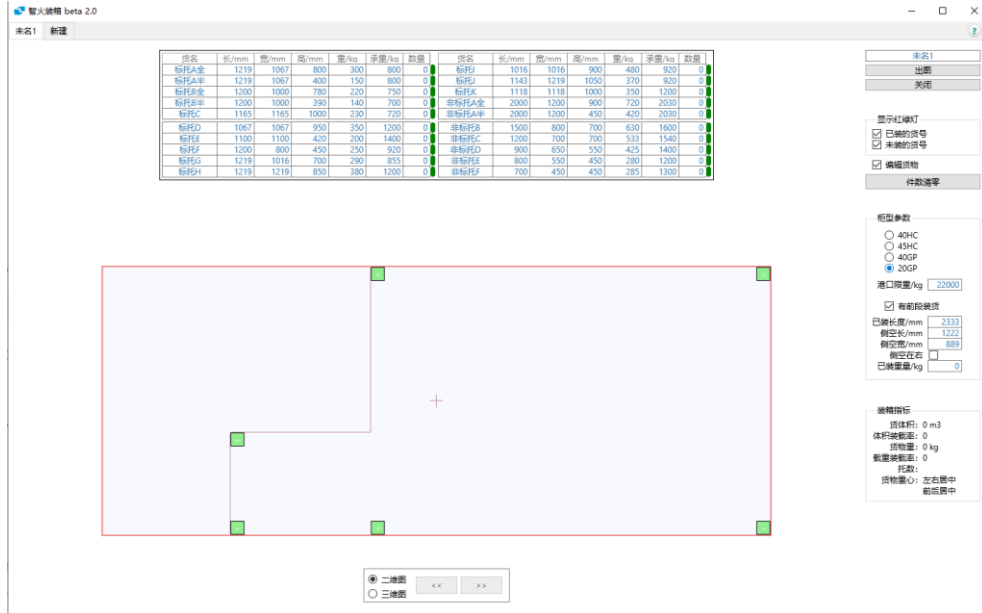 智火装箱 beta 2.0
未名1 新建
?
货名 长/mm 宽/mm 高/mm 重/kg 承重/kg 数量 货名 长/mm 宽/mm 高/mm 重/kg 承重/kg 数量
标托A全 1219 1067 800 300 800 0 标托I 1016 1016 900 480 920 0
标托A半 1219 1067 400 150 800 0 标托J 1143 1219 1050 370 920 0
标托B全 1200 1000 780 220 750 0 标托K 1118 1118 1000 350 1200 0
标托B半 1200 1000 390 140 700 0 非标托A全 2000 1200 900 720 2030 0
标托C 1165 1165 1000 230 720 0 非标托A半 2000 1200 450 420 2030 0
标托D 1067 1067 950 350 1200 0 非标托B 1500 800 700 630 1600 0
标托E 1100 1100 420 200 1400 0 非标托C 1200 700 700 533 1540 0
标托F 1200 800 450 250 920 0 非标托D 900 650 550 425 1400 0
标托G 1219 1016 700 290 855 0 非标托E 800 550 450 280 1200 0
标托H 1219 1219 850 380 1200 0 非标托F 700 450 450 285 1300 0
未名1
出图
关闭
显示红绿灯
已装的货号
未装的货号
编辑货物
件数清零
柜型参数
40HC
45HC
40GP
20GP
港口限重/kg 22000
有前段装货
已装长度/mm 2333
侧空长/mm 1222
侧空宽/mm 889
侧空在右
已装重量/kg 0
装箱指标
货体积: 0 m3
体积装载率: 0
货物重: 0 kg
载重装载率: 0
托数:
货物重心: 左右居中
前后居中
二维图
三维图
<< >>